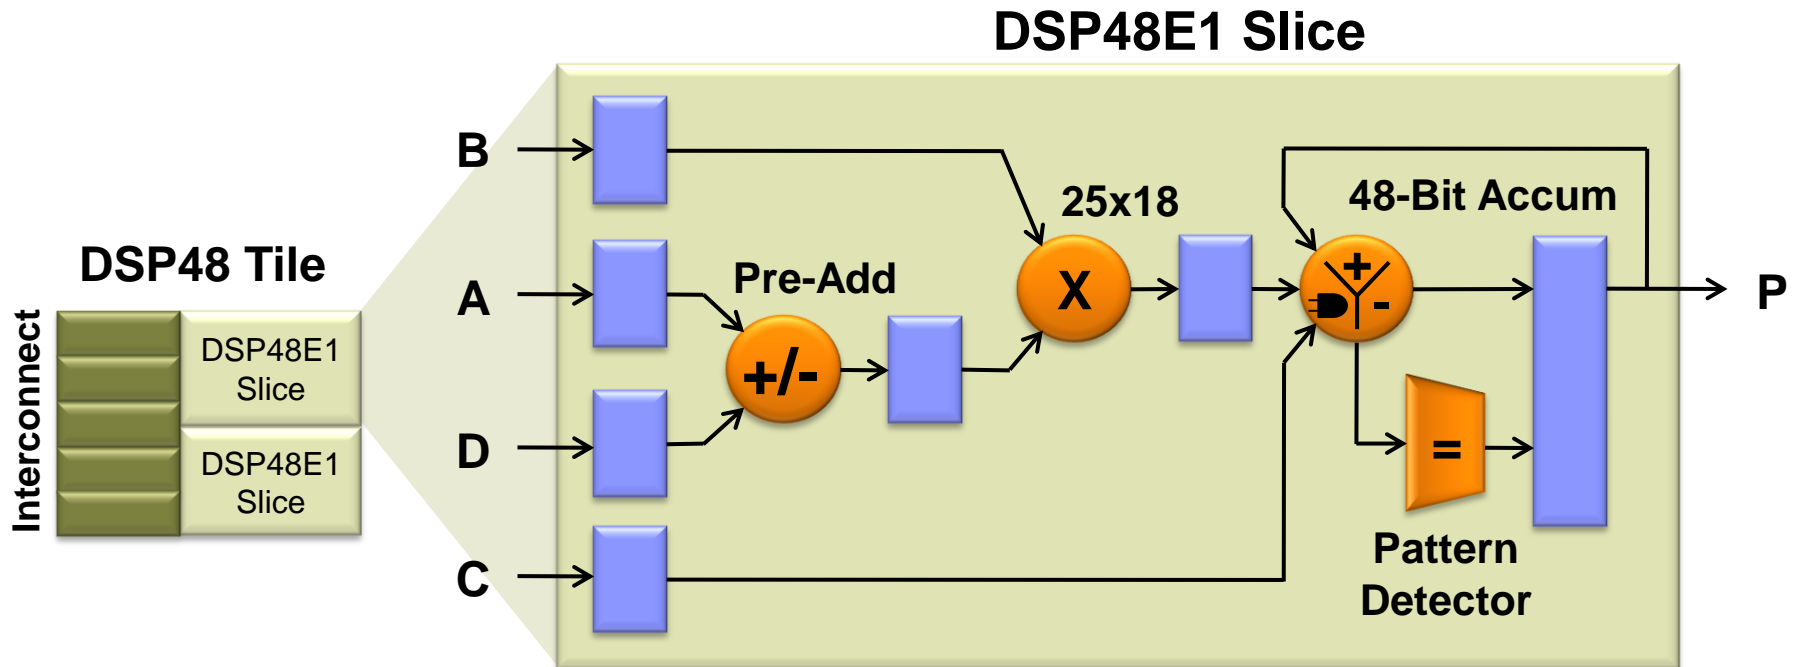 DSP48E1 Slice
B
25x18
48-Bit Accum
DSP48 Tile
Pre-Add
A
X
+
-
P
Interconnect
DSP48E1
Slice
+/-
D
DSP48E1
Slice
=
C
Pattern
Detector